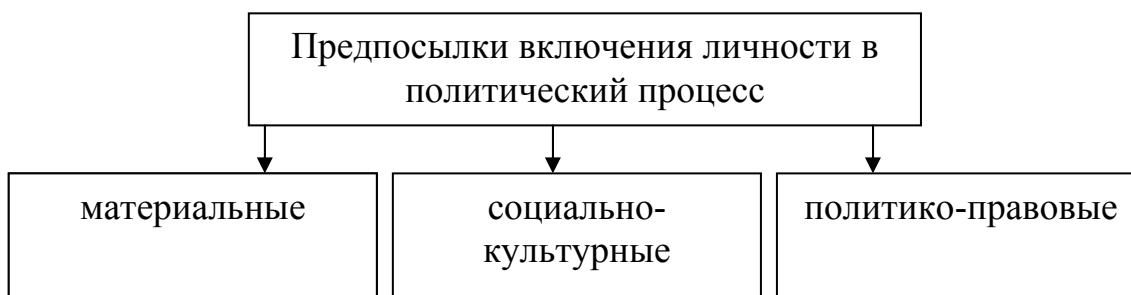 Предпосылки включения личности в
политический процесс
материальные
социально-
культурные
политико-правовые